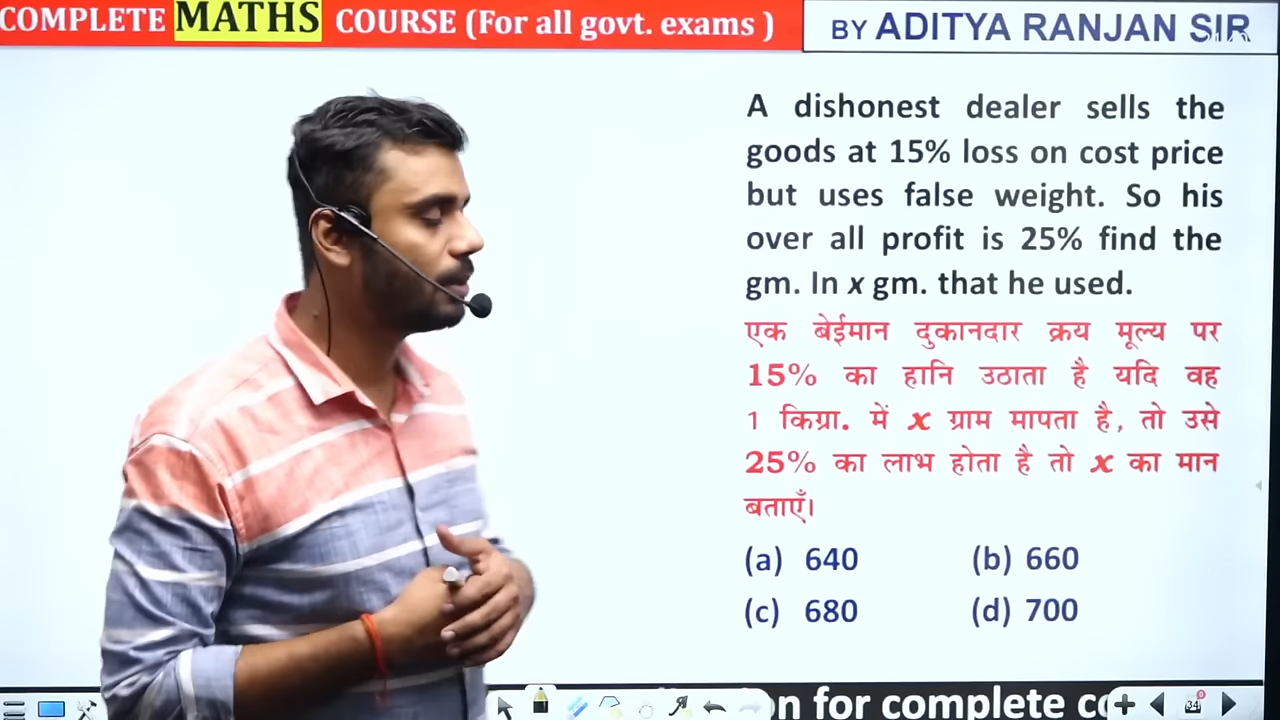 COMPLETE MATHS COURSE (For all govt. exams )
BY ADITYA RANJAN SIR
A dishonest dealer sells the
goods at 15% loss on cost price
but uses false weight. So his
over all profit is 25% find the
gm. In x gm. that he used.
एक बेईमान दुकानदार क्रय मूल्य पर
15% का हानि उठाता है यदि वह
1 किग्रा. में x ग्राम मापता है, तो उसे
25% का लाभ होता है तो x का मान
बताएँ।
(a) 640 (b) 660
(c) 680 (d) 700
on for complete
34